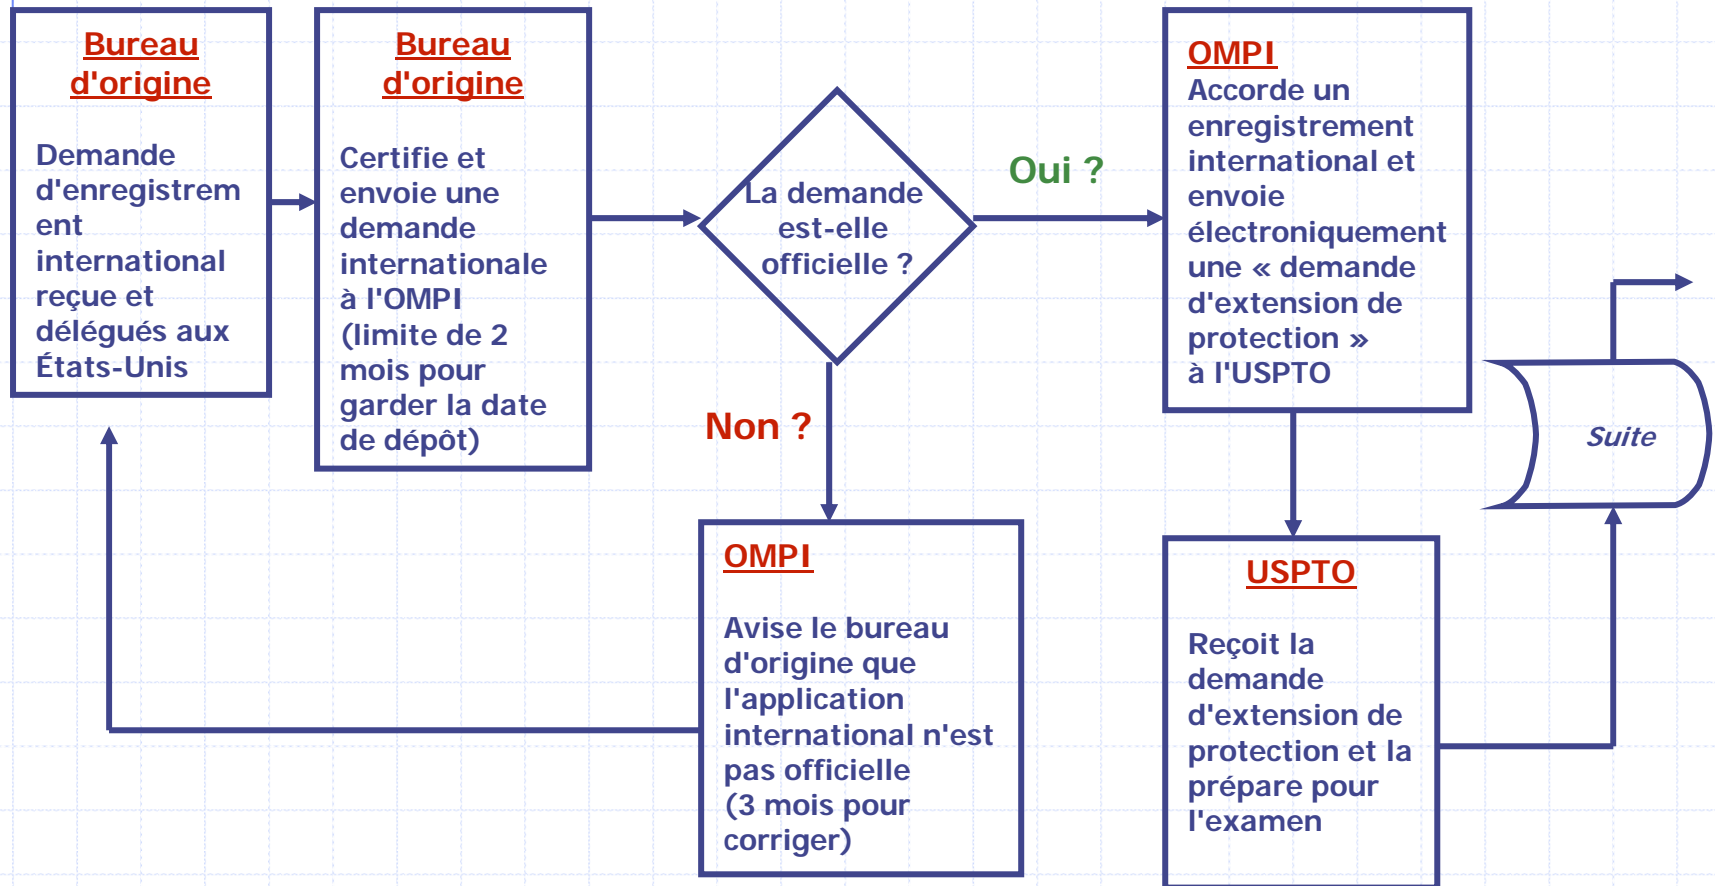 Bureau
d'origine
Demande
d'enregistrem
ent
international
reçue et
délégués aux
États-Unis
Bureau
d'origine
Certifie et
envoie une
demande
internationale
à l'OMPI
(limite de 2
mois pour
garder la date
de dépôt)
La demande
est-elle
officielle ?
Oui ?
Non ?
OMPI
Accorde un
enregistrement
international et
envoie
électroniquement
une « demande
d'extension de
protection »
à l'USPTO
OMPI
Avise le bureau
d'origine que
l'application
international n'est
pas officielle
(3 mois pour
corriger)
USPTO
Reçoit la
demande
d'extension de
protection et la
prépare pour
l'examen
Suite